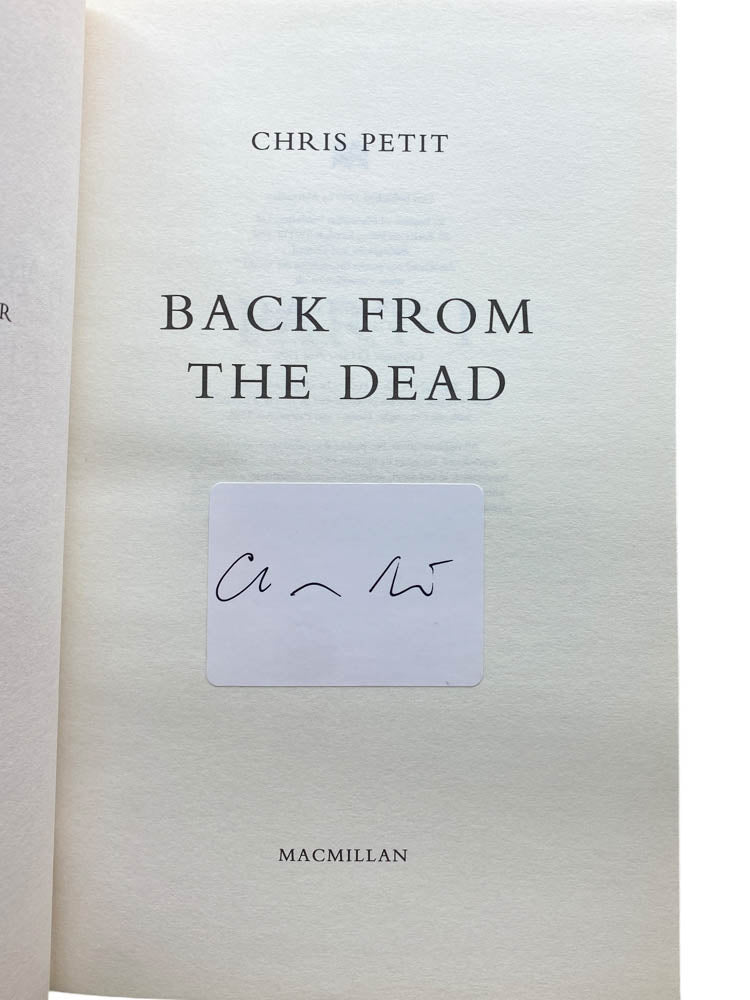 CHRIS PETIT
BACK FROM
THE DEAD
MACMILLAN
R